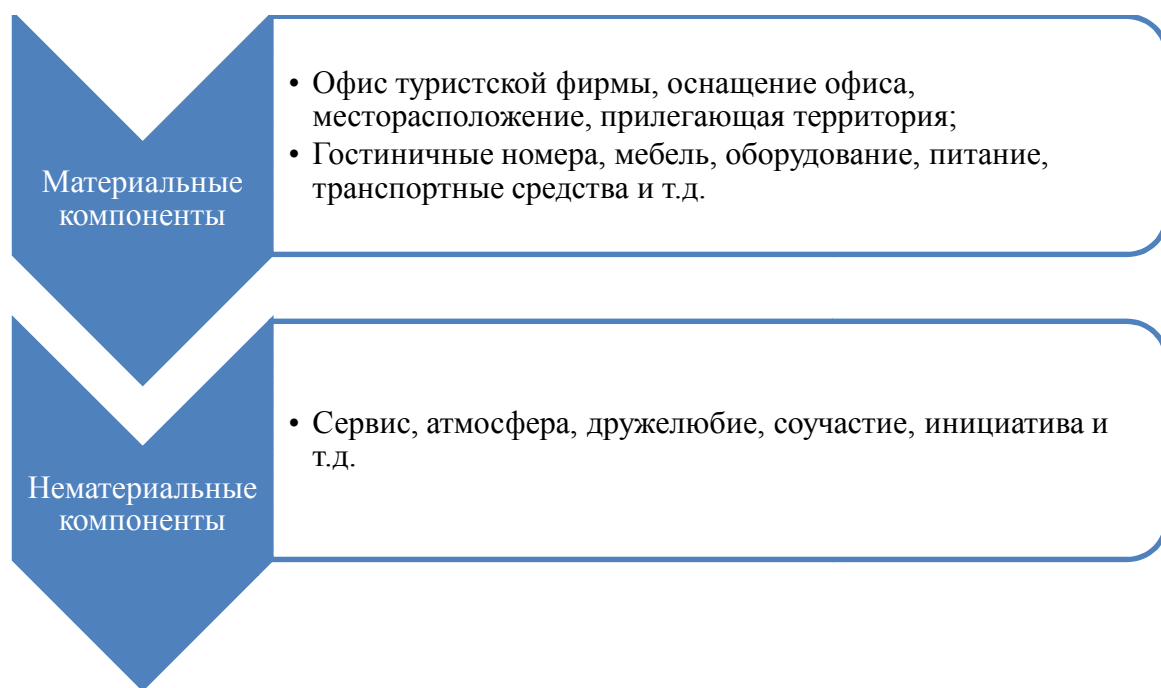 Материальные
компоненты
• Офис туристской фирмы, оснащение офиса,
месторасположение, прилегающая территория;
• Гостиничные номера, мебель, оборудование, питание,
транспортные средства и т.д.
Нематериальные
компоненты
• Сервис, атмосфера, дружелюбие, соучастие, инициатива и
т.д.